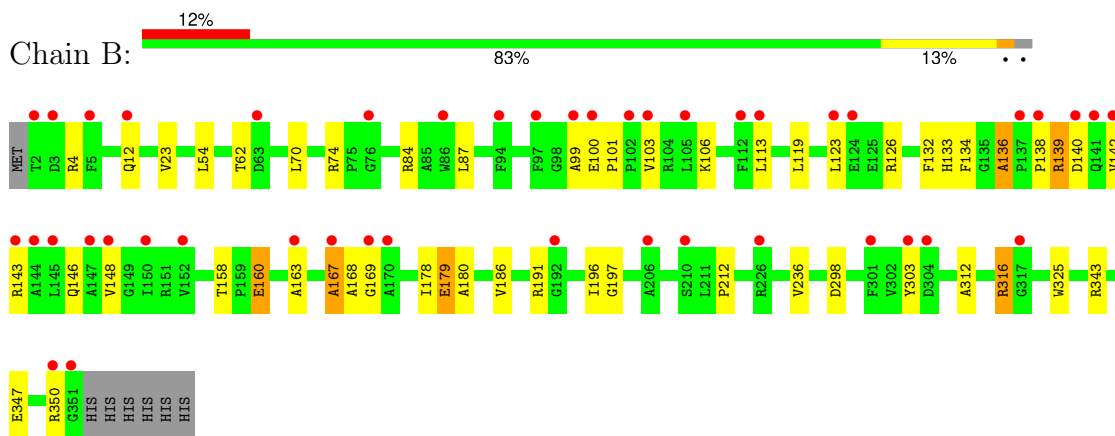 12%
Chain B:
83% 13% • •
MET T2 D3 R4 F5 Q12 V23 L54 T62 D63 L70 R74 P75 G76 R84 A85 W86 L87 F94 F97 G98 A99 E100 P101 P102 V103 R104 L105 K106 F112 L113 L119 L123 E124 E125 R126 F132 H133 F134 G135 A136 P137 P138 R139 D140 Q141 V142
R143 A144 L145 Q146 A147 V148 G149 I150 R151 V152 T158 P159 E160 A163 A167 A168 G169 A170 I178 E179 A180 V186 R191 G192 I196 G197 A206 S210 L211 P212 R226 V236 D298 F301 V302 Y303 D304 A312 R316 G317 W325 R343
E347 R350 G351 HIS HIS HIS HIS HIS HIS